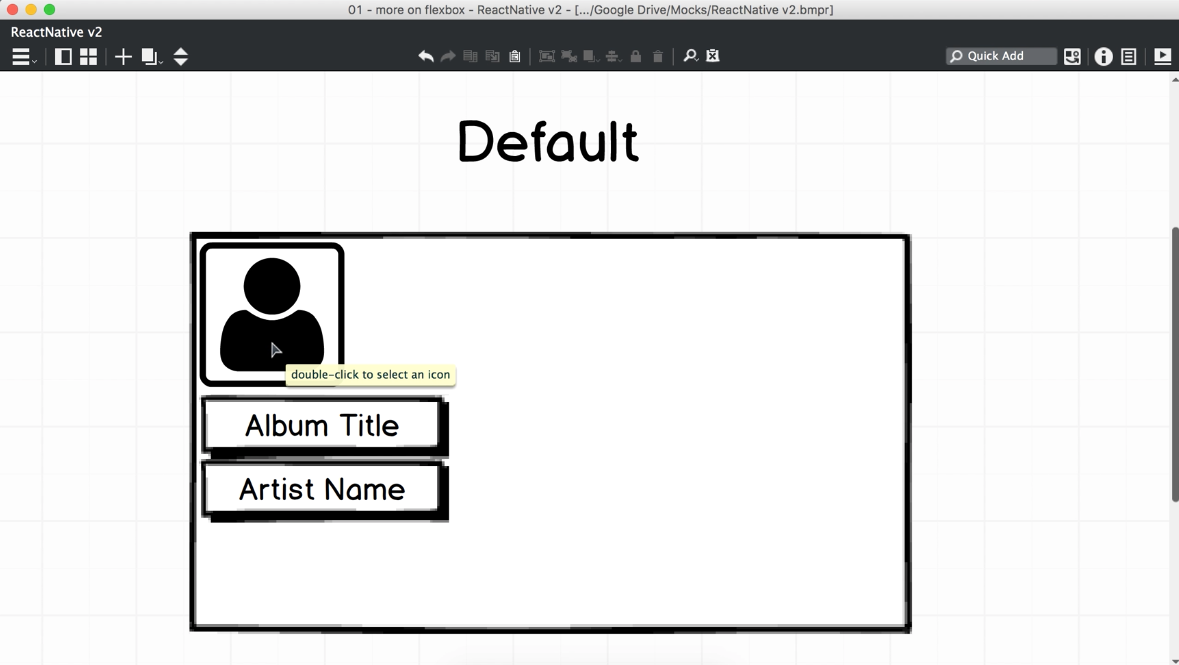 01 - more on flexbox - ReactNative v2 - [.../Google Drive/Mocks/ReactNative v2.bmpr]
ReactNative v2
Quick Add
Default
double-click to select an icon
Album Title
Artist Name